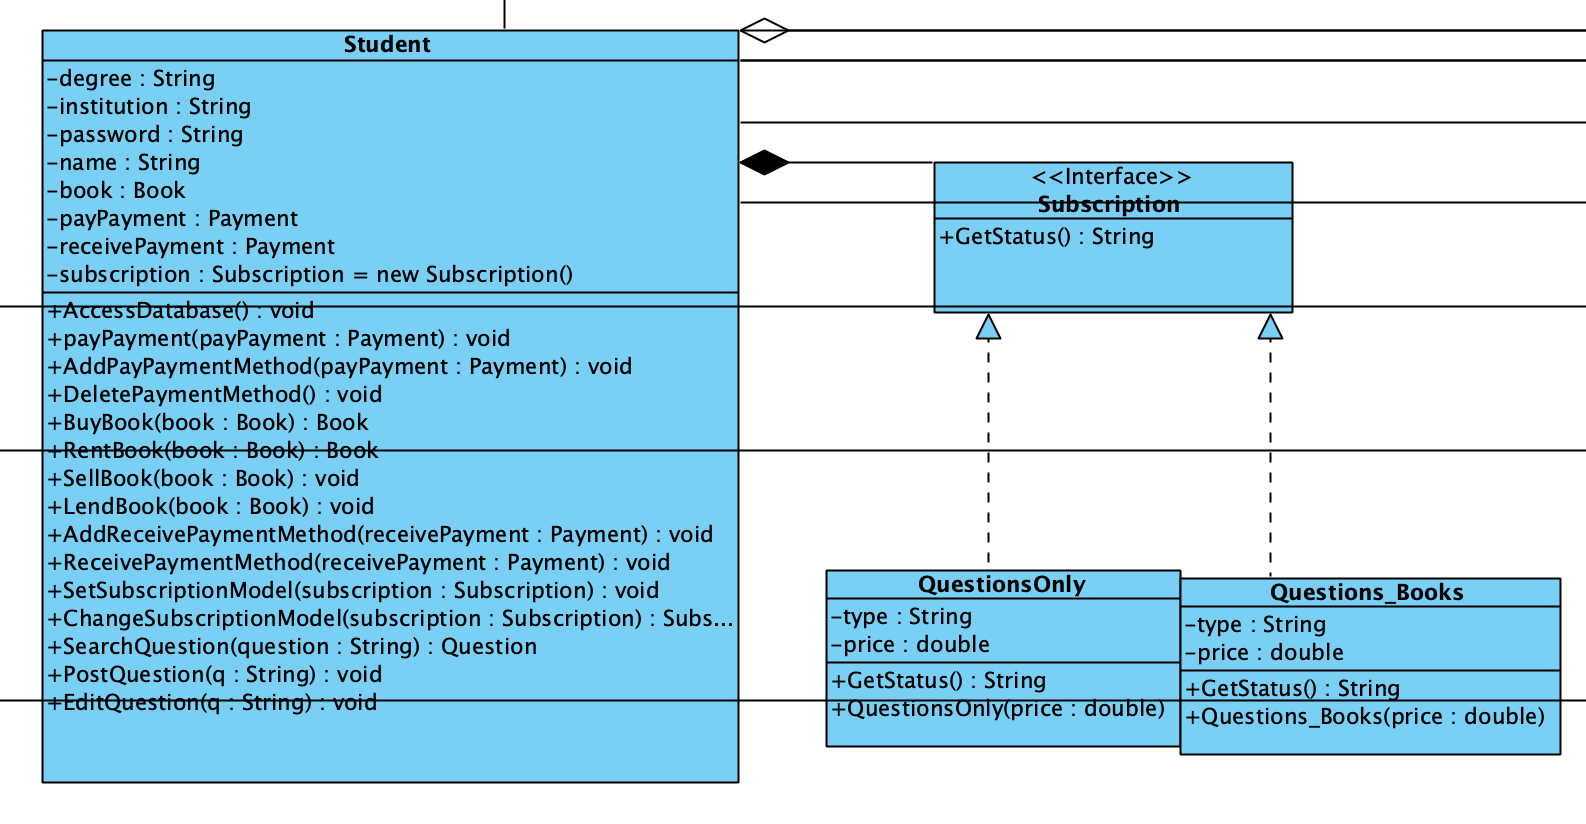 Student
-degree : String
-institution : String
-password : String
-name : String
-book : Book
-payPayment : Payment
-receivePayment : Payment
-subscription : Subscription = new Subscription()
+AccessDatabase() : void
+payPayment(payPayment : Payment) : void
+AddPayPaymentMethod(payPayment : Payment) : void
+DeletePaymentMethod() : void
+BuyBook(book : Book) : Book
+RentBook(book : Book) : Book
+SellBook(book : Book) : void
+LendBook(book : Book) : void
+AddReceivePaymentMethod(receivePayment : Payment) : void
+ReceivePaymentMethod(receivePayment : Payment) : void
+SetSubscriptionModel(subscription : Subscription) : void
+ChangeSubscriptionModel(subscription : Subscription) : Subs...
+SearchQuestion(question : String) : Question
+PostQuestion(q : String) : void
+EditQuestion(q : String) : void
<<Interface>>
Subscription
+GetStatus() : String
QuestionsOnly
-type : String
-price : double
+GetStatus() : String
+QuestionsOnly(price : double)
Questions_Books
-type : String
-price : double
+GetStatus() : String
+Questions_Books(price : double)